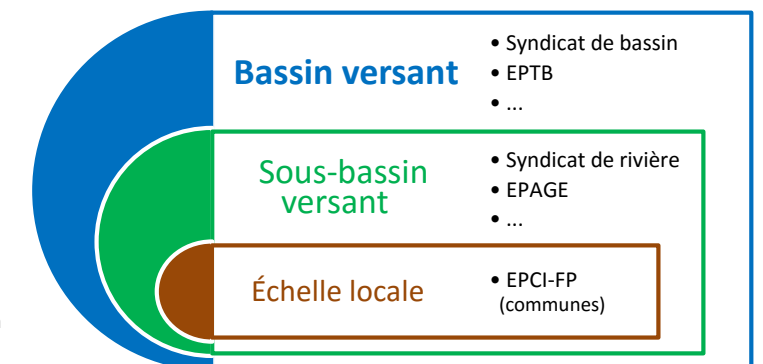 Bassin versant
• Syndicat de bassin
• EPTB
• ...
Sous-bassin
versant
• Syndicat de rivière
• EPAGE
• ...
Échelle locale
• EPCI-FP
(communes)